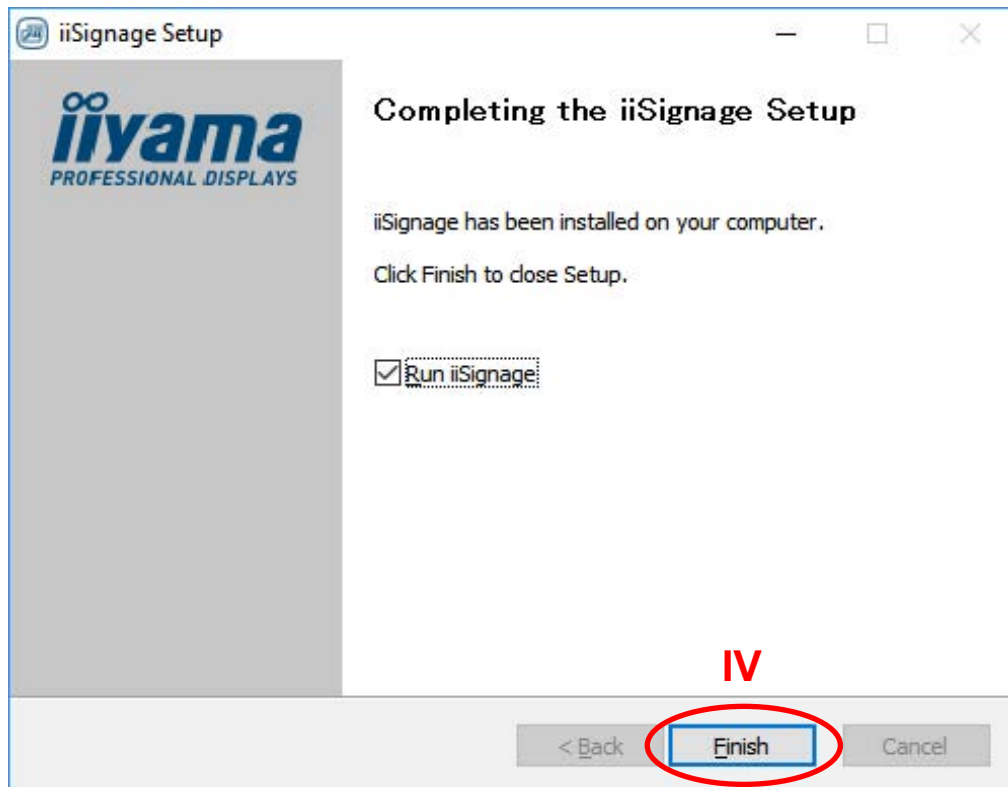 iiSignage Setup
iiyama
PROFESSIONAL DISPLAYS
Completing the iiSignage Setup
iiSignage has been installed on your computer.
Click Finish to close Setup.
Run iiSignage
IV
< Back Finish Cancel